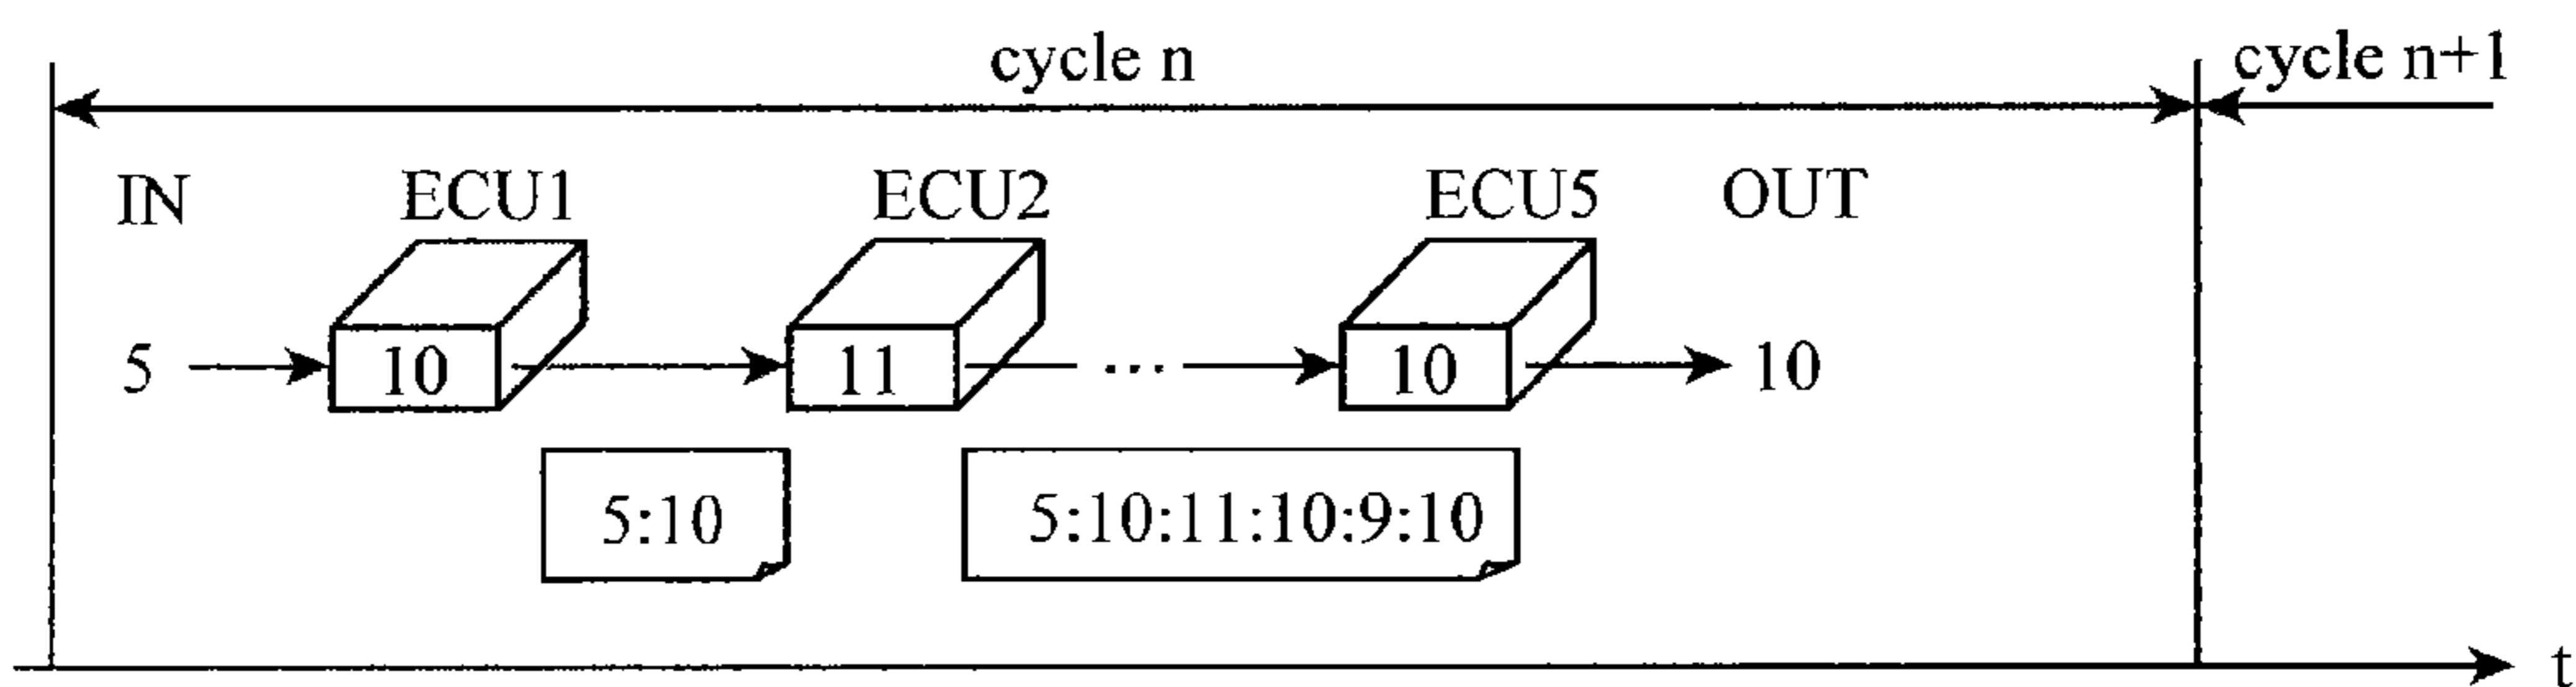 cycle n
cycle n+1
IN ECU1 ECU2 ECU5 OUT
5 10 11 ... 10 10
5:10 5:10:11:10:9:10
t